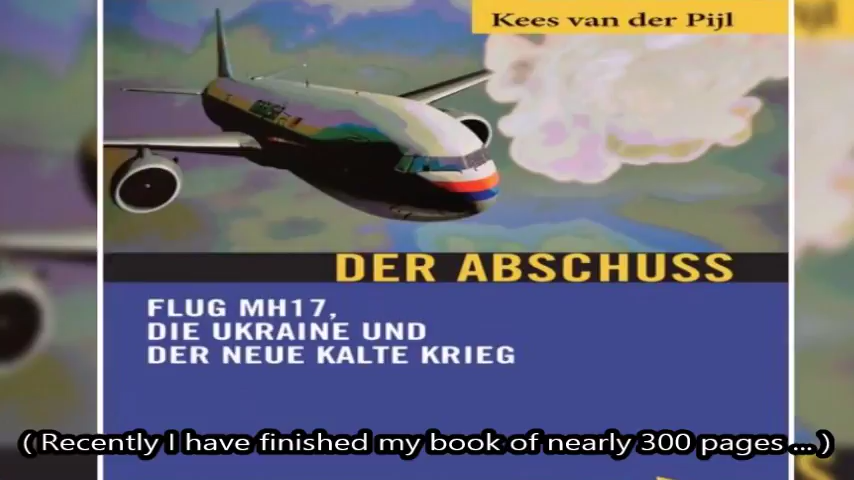 Kees van der Pijl
DER ABSCHUSS
FLUG MH17,
DIE UKRAINE UND
DER NEUE KALTE KRIEG
( Recently I have finished my book of nearly 300 pages ... )